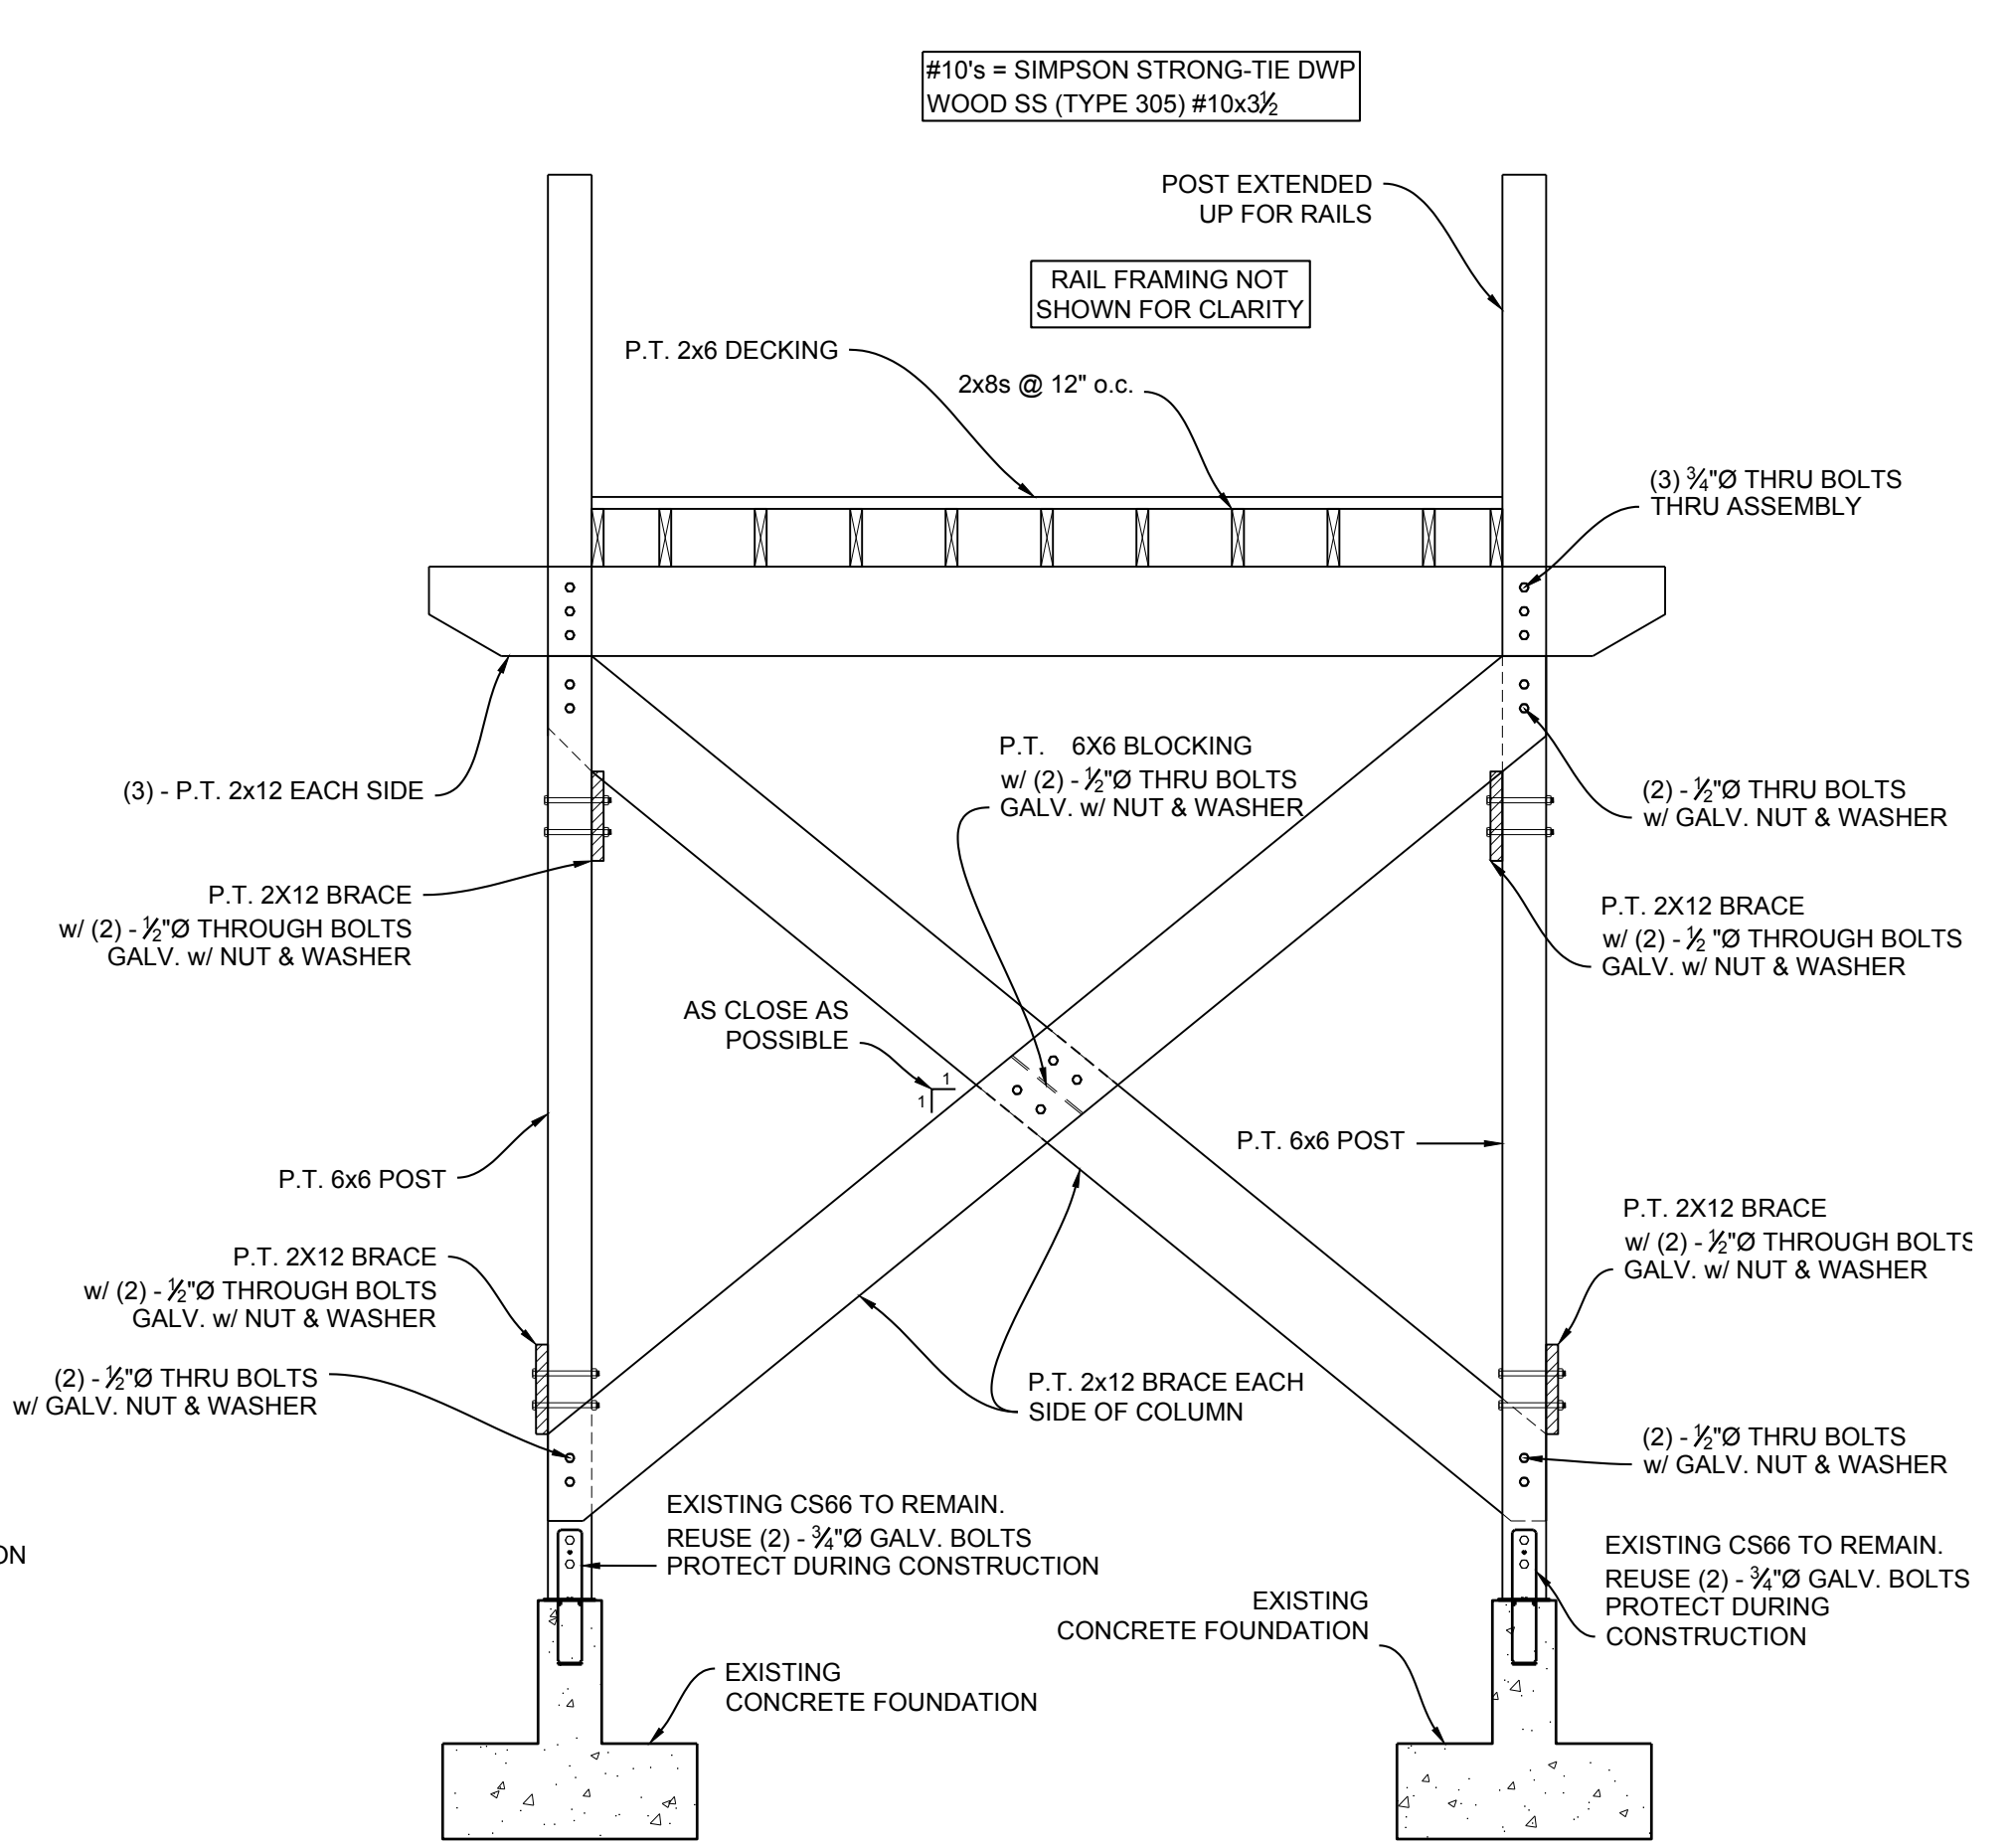 #10's = SIMPSON STRONG-TIE DWP
WOOD SS (TYPE 305) #10x3½
POST EXTENDED
UP FOR RAILS
RAIL FRAMING NOT
SHOWN FOR CLARITY
P.T. 2x6 DECKING
2x8s @ 12" o.c.
(3) ¾"Ø THRU BOLTS
THRU ASSEMBLY
(3) - P.T. 2x12 EACH SIDE
P.T. 6X6 BLOCKING
w/ (2) - ½"Ø THRU BOLTS
GALV. w/ NUT & WASHER
(2) - ½"Ø THRU BOLTS
w/ GALV. NUT & WASHER
P.T. 2X12 BRACE
w/ (2) - ½"Ø THROUGH BOLTS
GALV. w/ NUT & WASHER
P.T. 2X12 BRACE
w/ (2) - ½ "Ø THROUGH BOLTS
GALV. w/ NUT & WASHER
AS CLOSE AS
POSSIBLE
1
1
P.T. 6x6 POST
P.T. 6x6 POST
P.T. 2X12 BRACE
w/ (2) - ½"Ø THROUGH BOLTS
GALV. w/ NUT & WASHER
P.T. 2X12 BRACE
w/ (2) - ½"Ø THROUGH BOLTS
GALV. w/ NUT & WASHER
(2) - ½"Ø THRU BOLTS
w/ GALV. NUT & WASHER
P.T. 2x12 BRACE EACH
SIDE OF COLUMN
(2) - ½"Ø THRU BOLTS
w/ GALV. NUT & WASHER
EXISTING CS66 TO REMAIN.
REUSE (2) - ¾"Ø GALV. BOLTS
PROTECT DURING CONSTRUCTION
ON
EXISTING CS66 TO REMAIN.
REUSE (2) - ¾"Ø GALV. BOLTS
PROTECT DURING
CONSTRUCTION
EXISTING
CONCRETE FOUNDATION
EXISTING
CONCRETE FOUNDATION